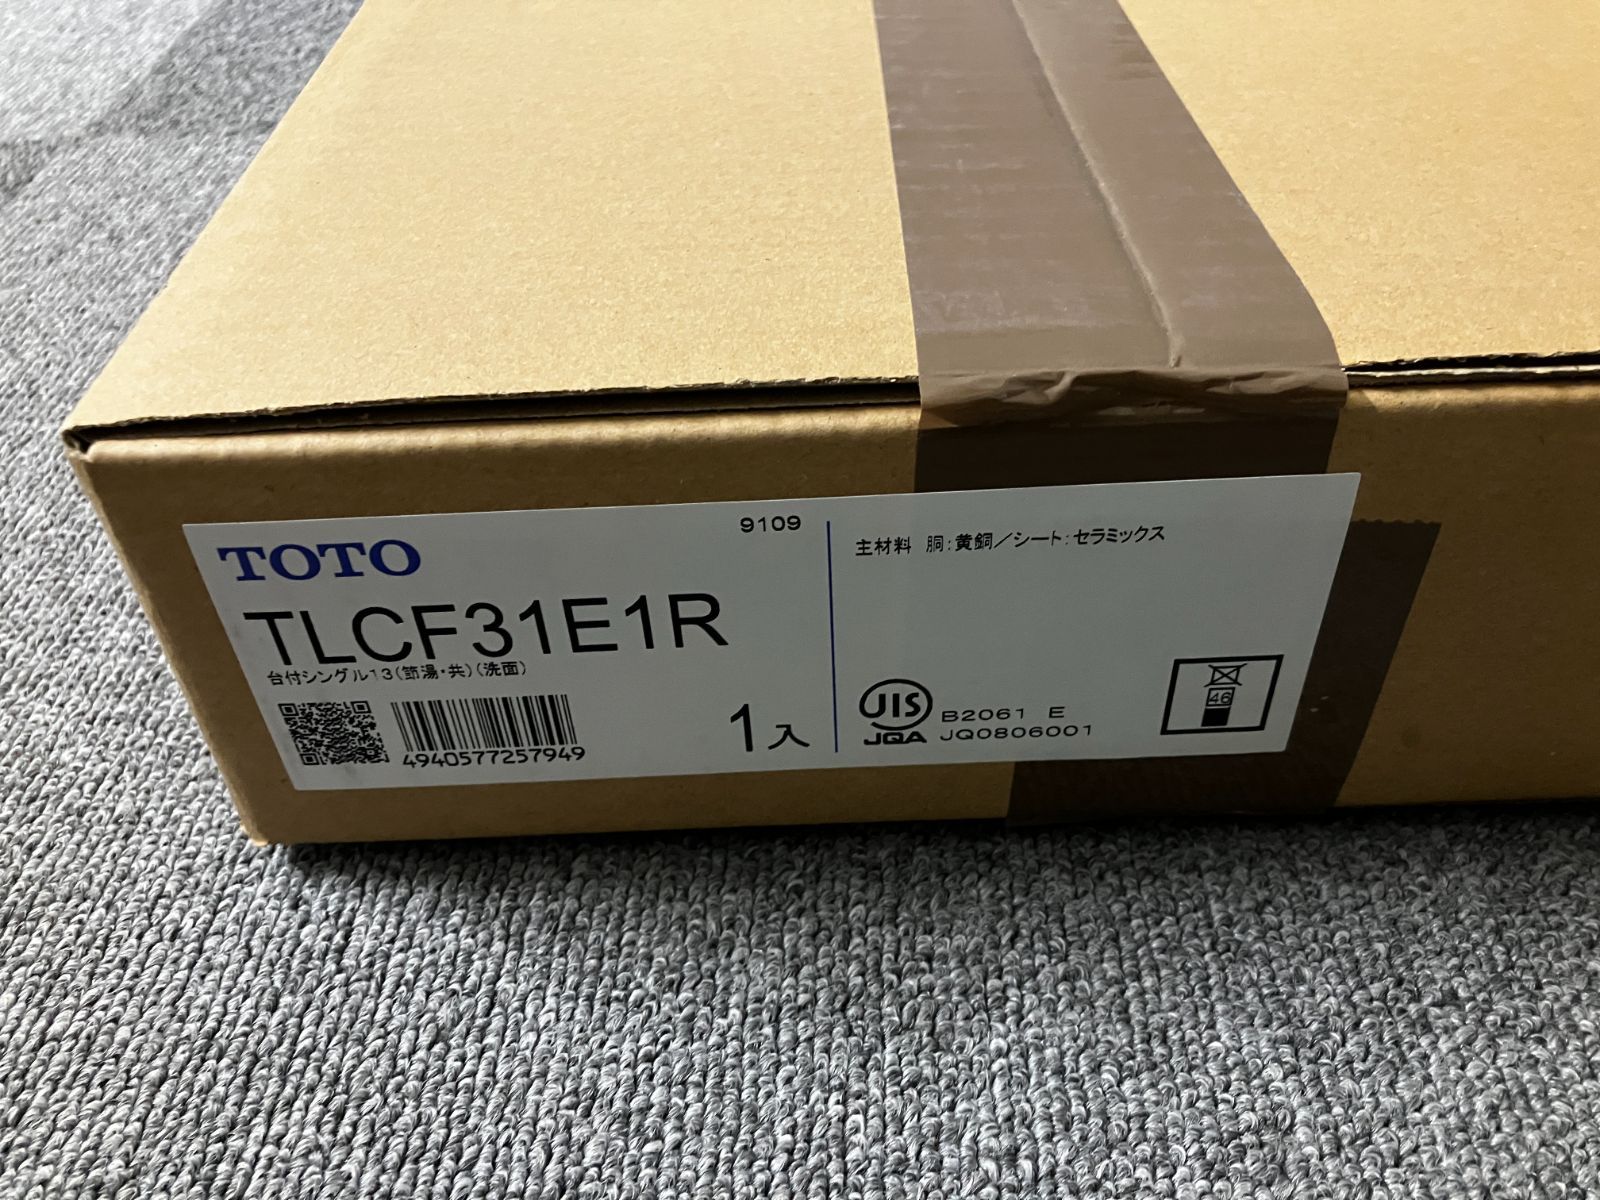 TOTO
9109
TLCF31E1R
台付シングル13(節湯・共)(洗面)
4940577257949
1入
主材料 胴:黄銅/シート:セラミックス
JIS
JQA
B2061 E
JQ0806001
46